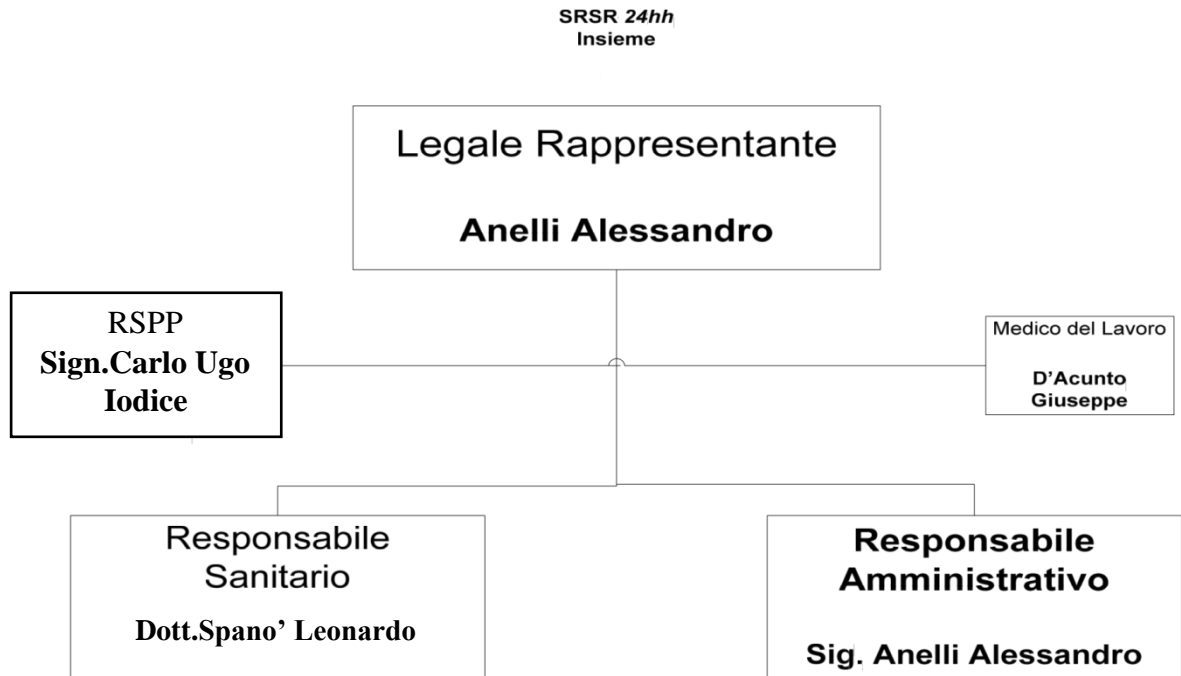 SRSR 24hh
Insieme
Legale Rappresentante
Anelli Alessandro
RSPP
Sign.Carlo Ugo
Iodice
Medico del Lavoro
D'Acunto
Giuseppe
Responsabile
Sanitario
Dott.Spano’ Leonardo
Responsabile
Amministrativo
Sig. Anelli Alessandro